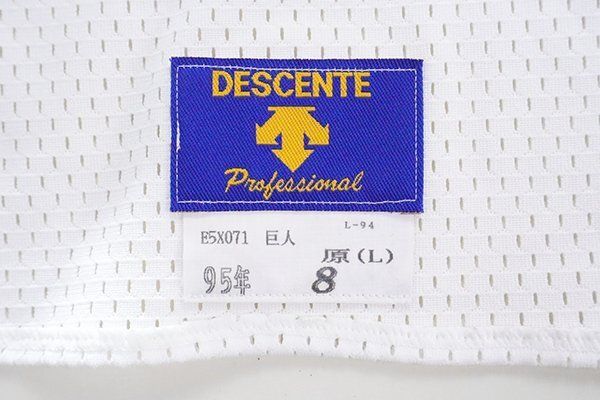 DESCENTE
Professional
L-94
E5X071 巨人
原(L)
95年 8